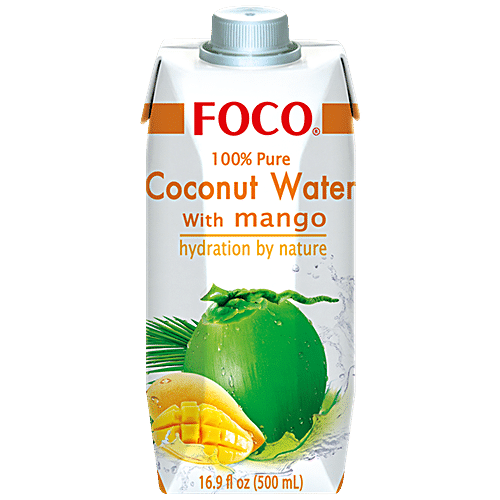 FOCO®
100% Pure
Coconut Water
With mango
hydration by nature
16.9 fl oz (500 mL)